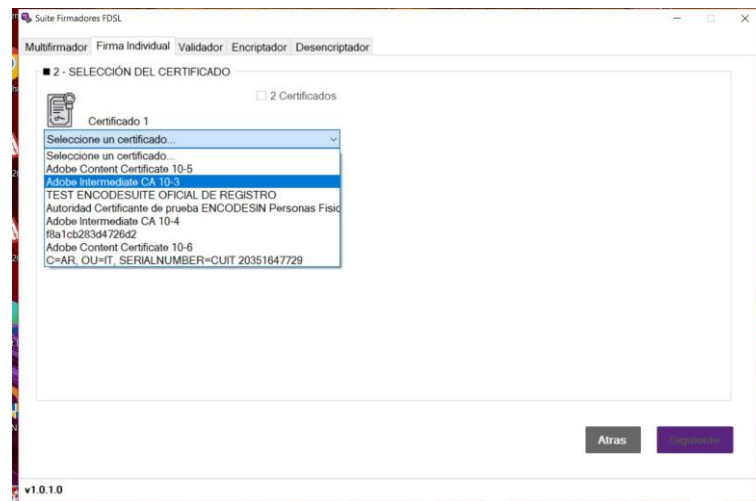 Suite Firmadores FDSL
Multifirmador Firma Individual Validador Encriptador Desencriptador
2 - SELECCIÓN DEL CERTIFICADO
2 Certificados
Certificado 1
Seleccione un certificado...
Seleccione un certificado...
Adobe Content Certificate 10-5
Adobe Intermediate CA 10-3
TEST ENCODESUITE OFICIAL DE REGISTRO
Autoridad Certificante de prueba ENCODESIN Personas Fisic
Adobe Intermediate CA 10-4
f8a1cb283d4726d2
Adobe Content Certificate 10-6
C=AR, OU=IT, SERIALNUMBER=CUIT 20351647729
Atras Siguiente
v1.0.1.0